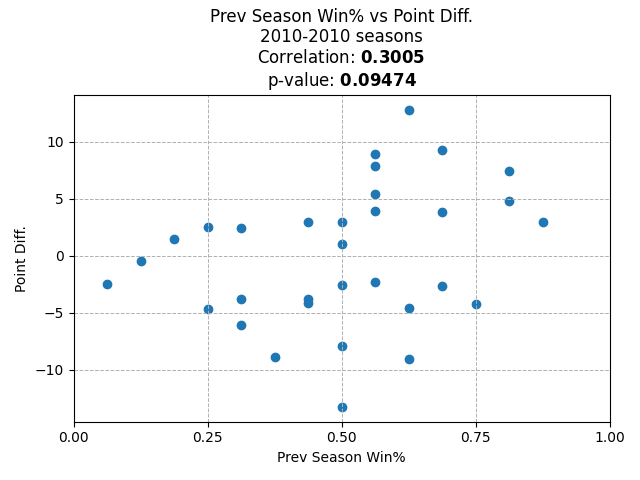 Prev Season Win% vs Point Diff.
2010-2010 seasons
Correlation: 0.3005
p-value: 0.09474
10
5
0
−5
−10
Point Diff.
0.00 0.25 0.50 0.75 1.00
Prev Season Win%